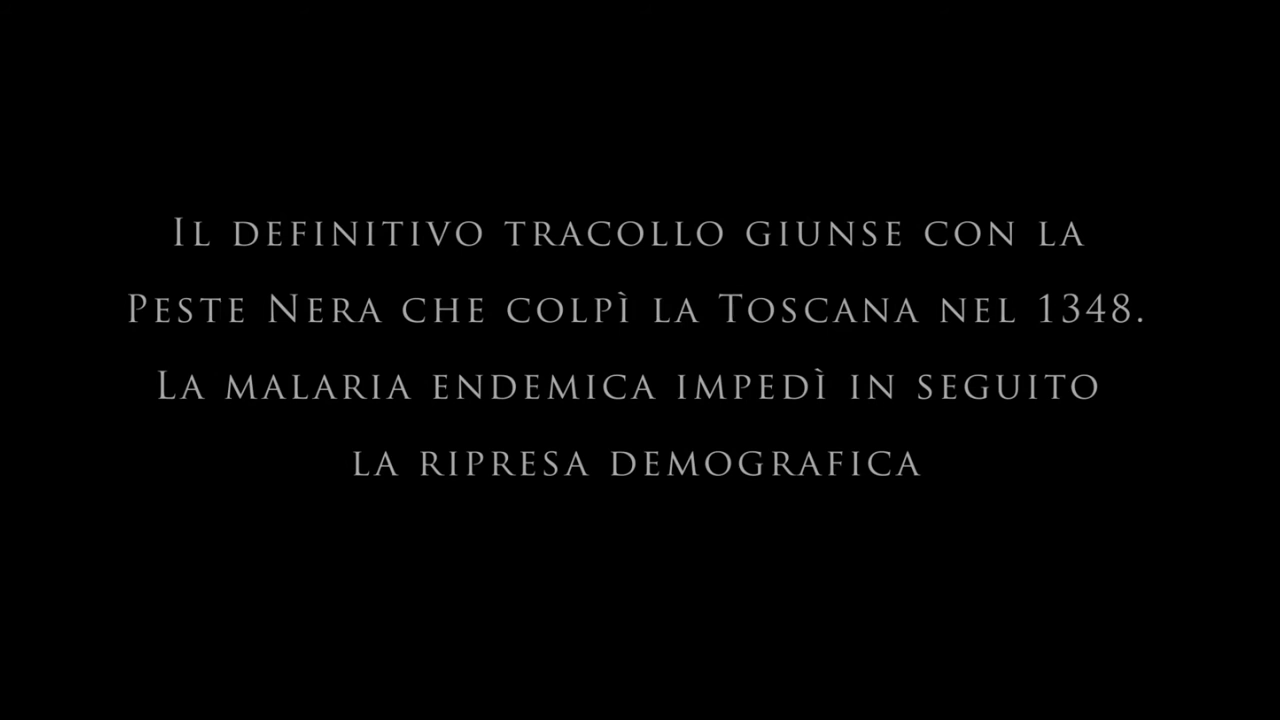 Il definitivo tracollo giunse con la
Peste Nera che colpì la Toscana nel 1348.
La malaria endemica impedì in seguito
la ripresa demografica